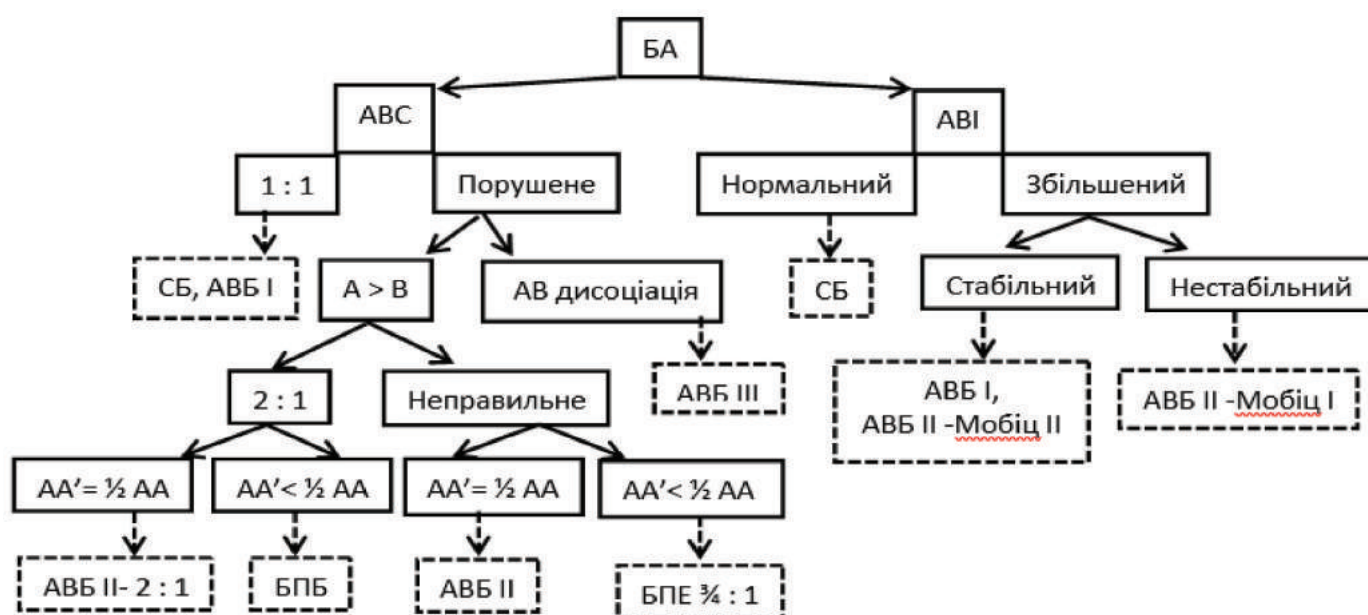 БА
АВС
АВІ
1 : 1
Порушене
Нормальний
Збільшений
СБ, АВБ І
А > В
АВ дисоціація
СБ
Стабільний
Нестабільний
2 : 1
Неправильне
АВБ ІІІ
АВБ І,
АВБ ІІ -Мобіц ІІ
АВБ ІІ -Мобіц І
АА′= ½ АА
АА′< ½ АА
АА′= ½ АА
АА′< ½ АА
АВБ ІІ- 2 : 1
БПБ
АВБ ІІ
БПЕ ¾ : 1